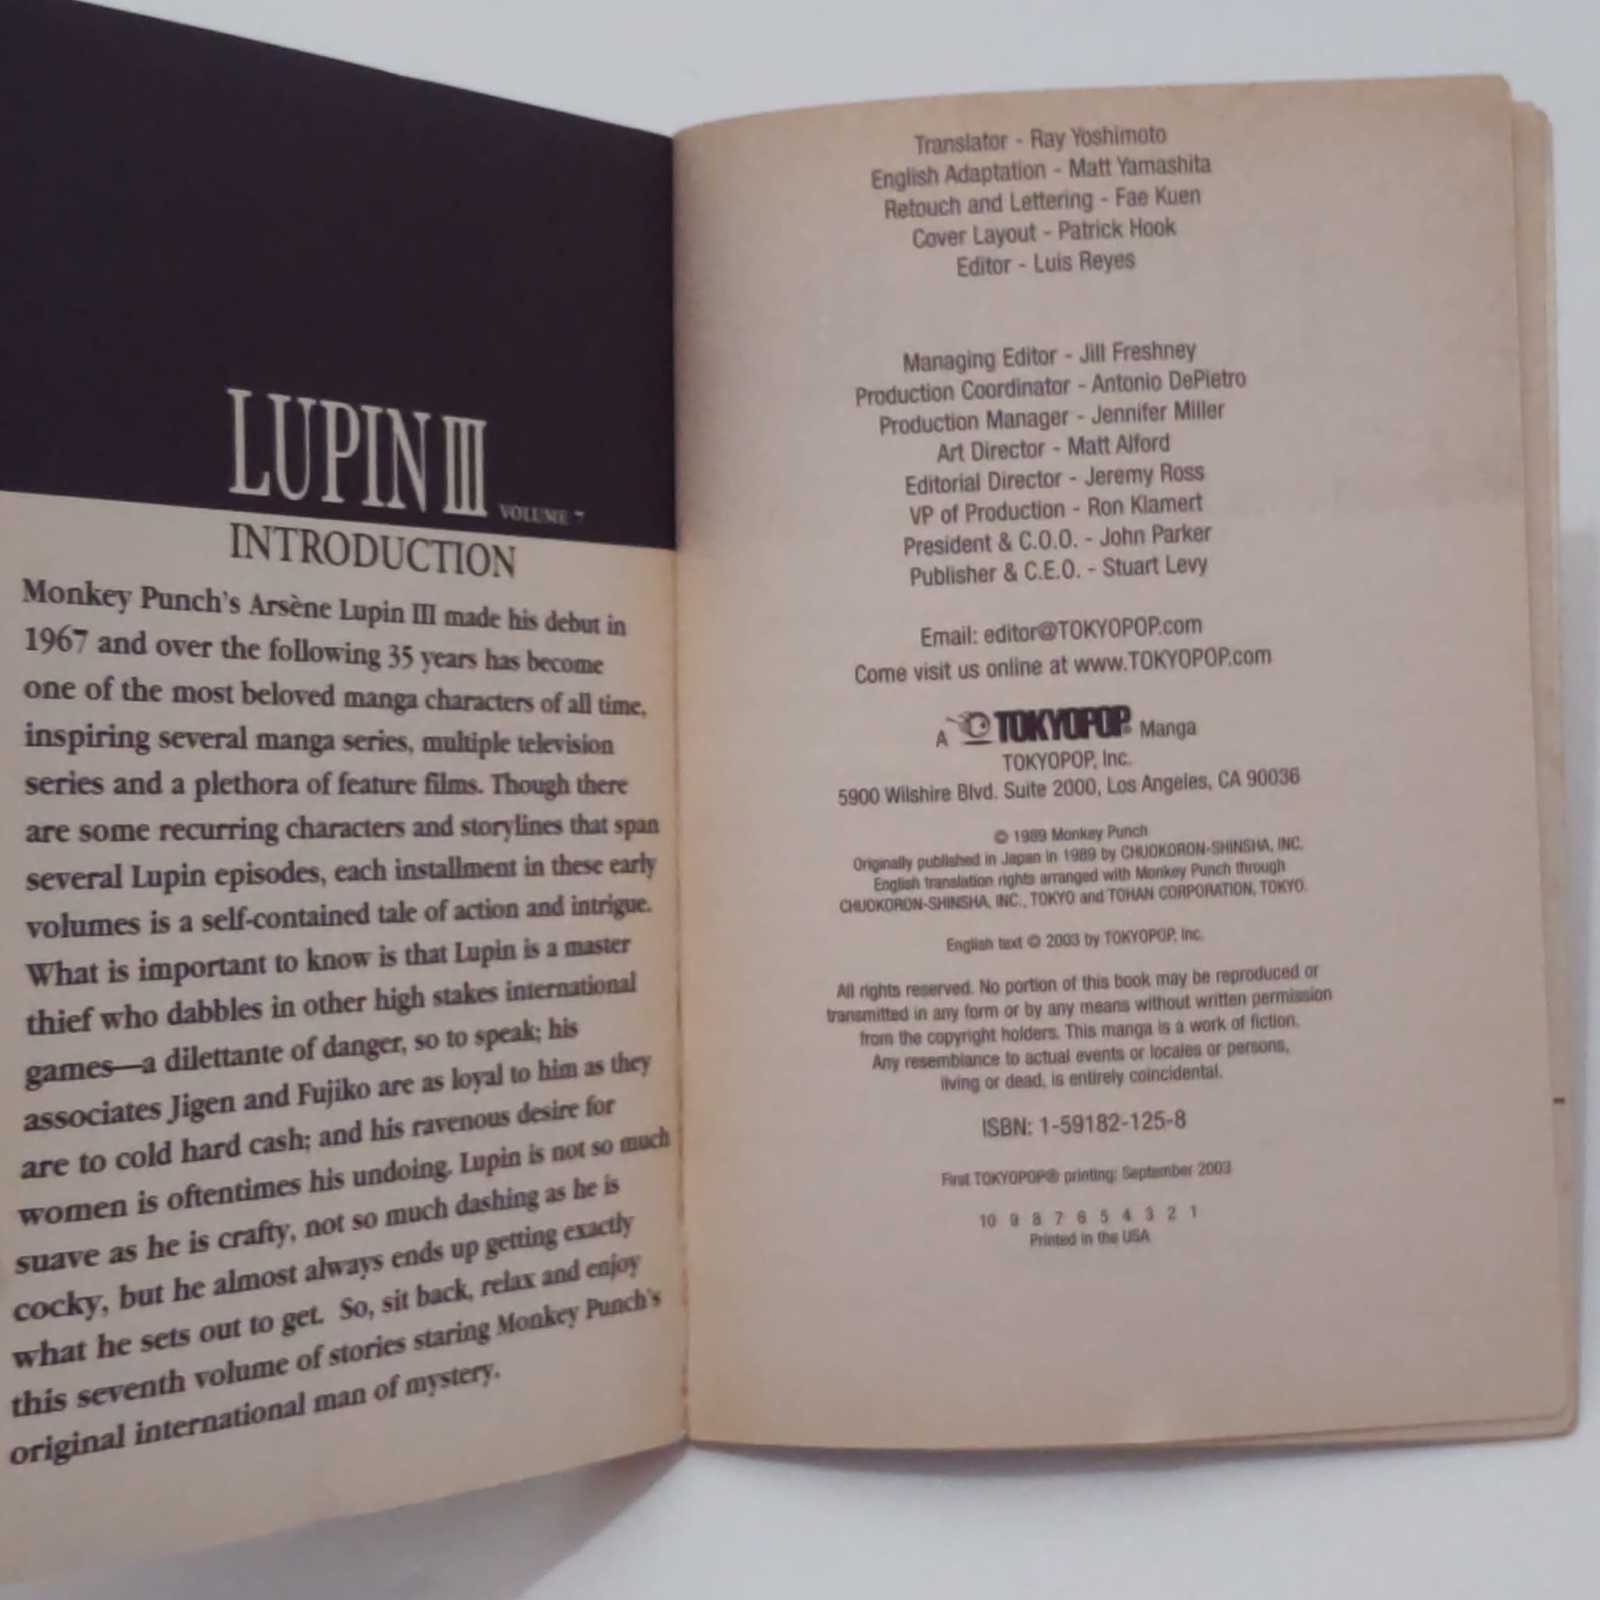 LUPIN III VOLUME 7
INTRODUCTION
Monkey Punch's Arsène Lupin III made his debut in
1967 and over the following 35 years has become
one of the most beloved manga characters of all time,
inspiring several manga series, multiple television
series and a plethora of feature films. Though there
are some recurring characters and storylines that span
several Lupin episodes, each installment in these early
volumes is a self-contained tale of action and intrigue.
What is important to know is that Lupin is a master
thief who dabbles in other high stakes international
games—a dilettante of danger, so to speak; his
associates Jigen and Fujiko are as loyal to him as they
are to cold hard cash; and his ravenous desire for
women is oftentimes his undoing. Lupin is not so much
suave as he is crafty, not so much dashing as he is
cocky, but he almost always ends up getting exactly
what he sets out to get. So, sit back, relax and enjoy
this seventh volume of stories staring Monkey Punch's
original international man of mystery.
Translator - Ray Yoshimoto
English Adaptation - Matt Yamashita
Retouch and Lettering - Fae Kuen
Cover Layout - Patrick Hook
Editor - Luis Reyes
Managing Editor - Jill Freshney
Production Coordinator - Antonio DePietro
Production Manager - Jennifer Miller
Art Director - Matt Alford
Editorial Director - Jeremy Ross
VP of Production - Ron Klamert
President & C.O.O. - John Parker
Publisher & C.E.O. - Stuart Levy
Email: editor@TOKYOPOP.com
Come visit us online at www.TOKYOPOP.com
A TOKYOPOP® Manga
TOKYOPOP, Inc.
5900 Wilshire Blvd. Suite 2000, Los Angeles, CA 90036
© 1989 Monkey Punch
Originally published in Japan in 1989 by CHUOKORON-SHINSHA, INC.
English translation rights arranged with Monkey Punch through
CHUOKORON-SHINSHA, INC., TOKYO and TOHAN CORPORATION, TOKYO.
English text © 2003 by TOKYOPOP, Inc.
All rights reserved. No portion of this book may be reproduced or
transmitted in any form or by any means without written permission
from the copyright holders. This manga is a work of fiction.
Any resemblance to actual events or locales or persons,
living or dead, is entirely coincidental.
ISBN: 1-59182-125-8
First TOKYOPOP® printing: September 2003
10 9 8 7 6 5 4 3 2 1
Printed in the USA